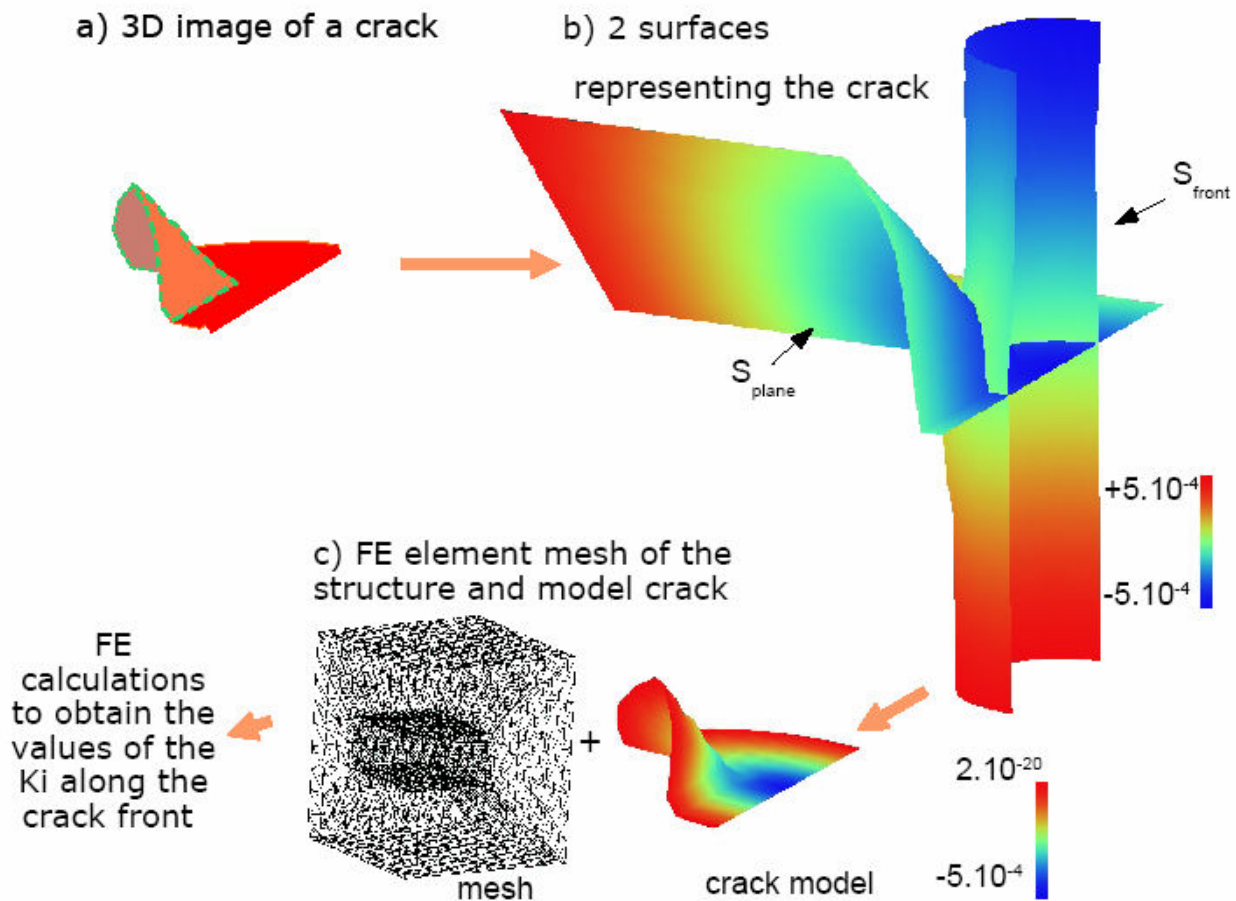 a) 3D image of a crack
b) 2 surfaces
representing the crack
S_front
S_plane
+5.10⁻⁴
-5.10⁻⁴
c) FE element mesh of the
structure and model crack
FE
calculations
to obtain the
values of the
Ki along the
crack front
+
mesh
crack model
2.10⁻²⁰
-5.10⁻⁴